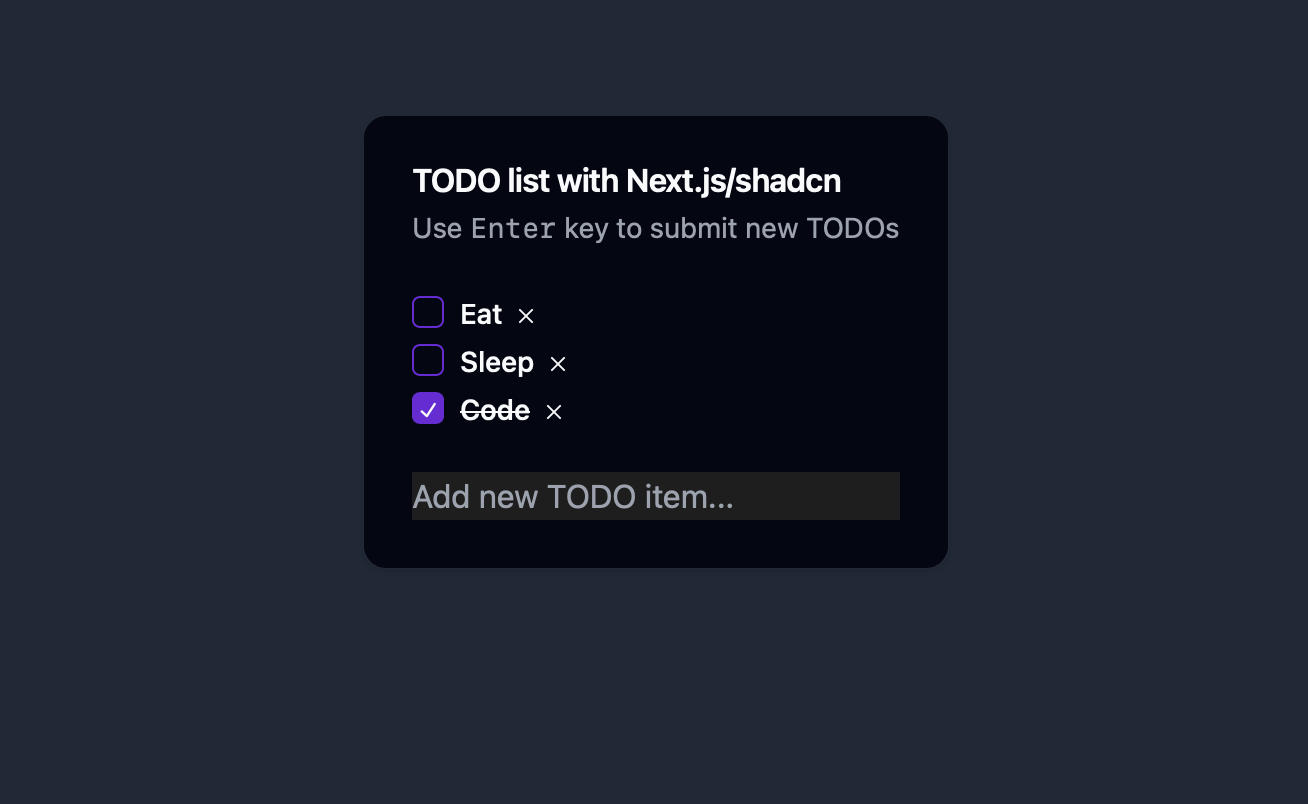 TODO list with Next.js/shadcn
Use Enter key to submit new TODOs
Eat
Sleep
Code
Add new TODO item...